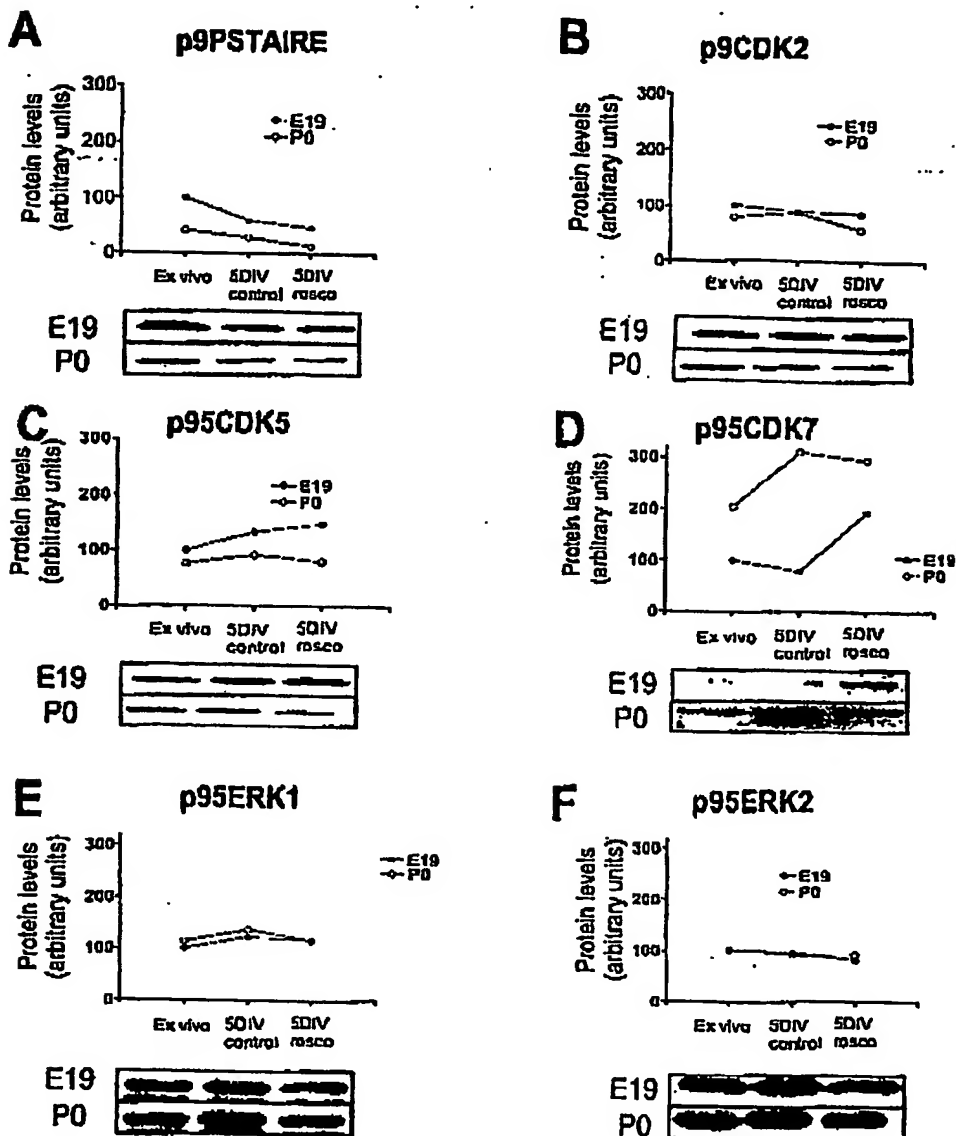 A
p9PSTAIRE
Protein levels
(arbitrary units)
300
200
100
0
E19
P0
Ex vivo 5DIV 5DIV
control rosco
E19
P0
B
p9CDK2
Protein levels
(arbitrary units)
300
200
100
0
E19
P0
Ex vivo 5DIV 5DIV
control rosco
E19
P0
C
p95CDK5
Protein levels
(arbitrary units)
300
200
100
0
E19
P0
Ex vivo 5DIV 5DIV
control rosco
E19
P0
D
p95CDK7
Protein levels
(arbitrary units)
300
200
100
0
E19
P0
Ex vivo 5DIV 5DIV
control rosco
E19
P0
E
p95ERK1
Protein levels
(arbitrary units)
300
200
100
0
E19
P0
Ex vivo 5DIV 5DIV
control rosco
E19
P0
F
p95ERK2
Protein levels
(arbitrary units)
300
200
100
0
E19
P0
Ex vivo 5DIV 5DIV
control rosco
E19
P0